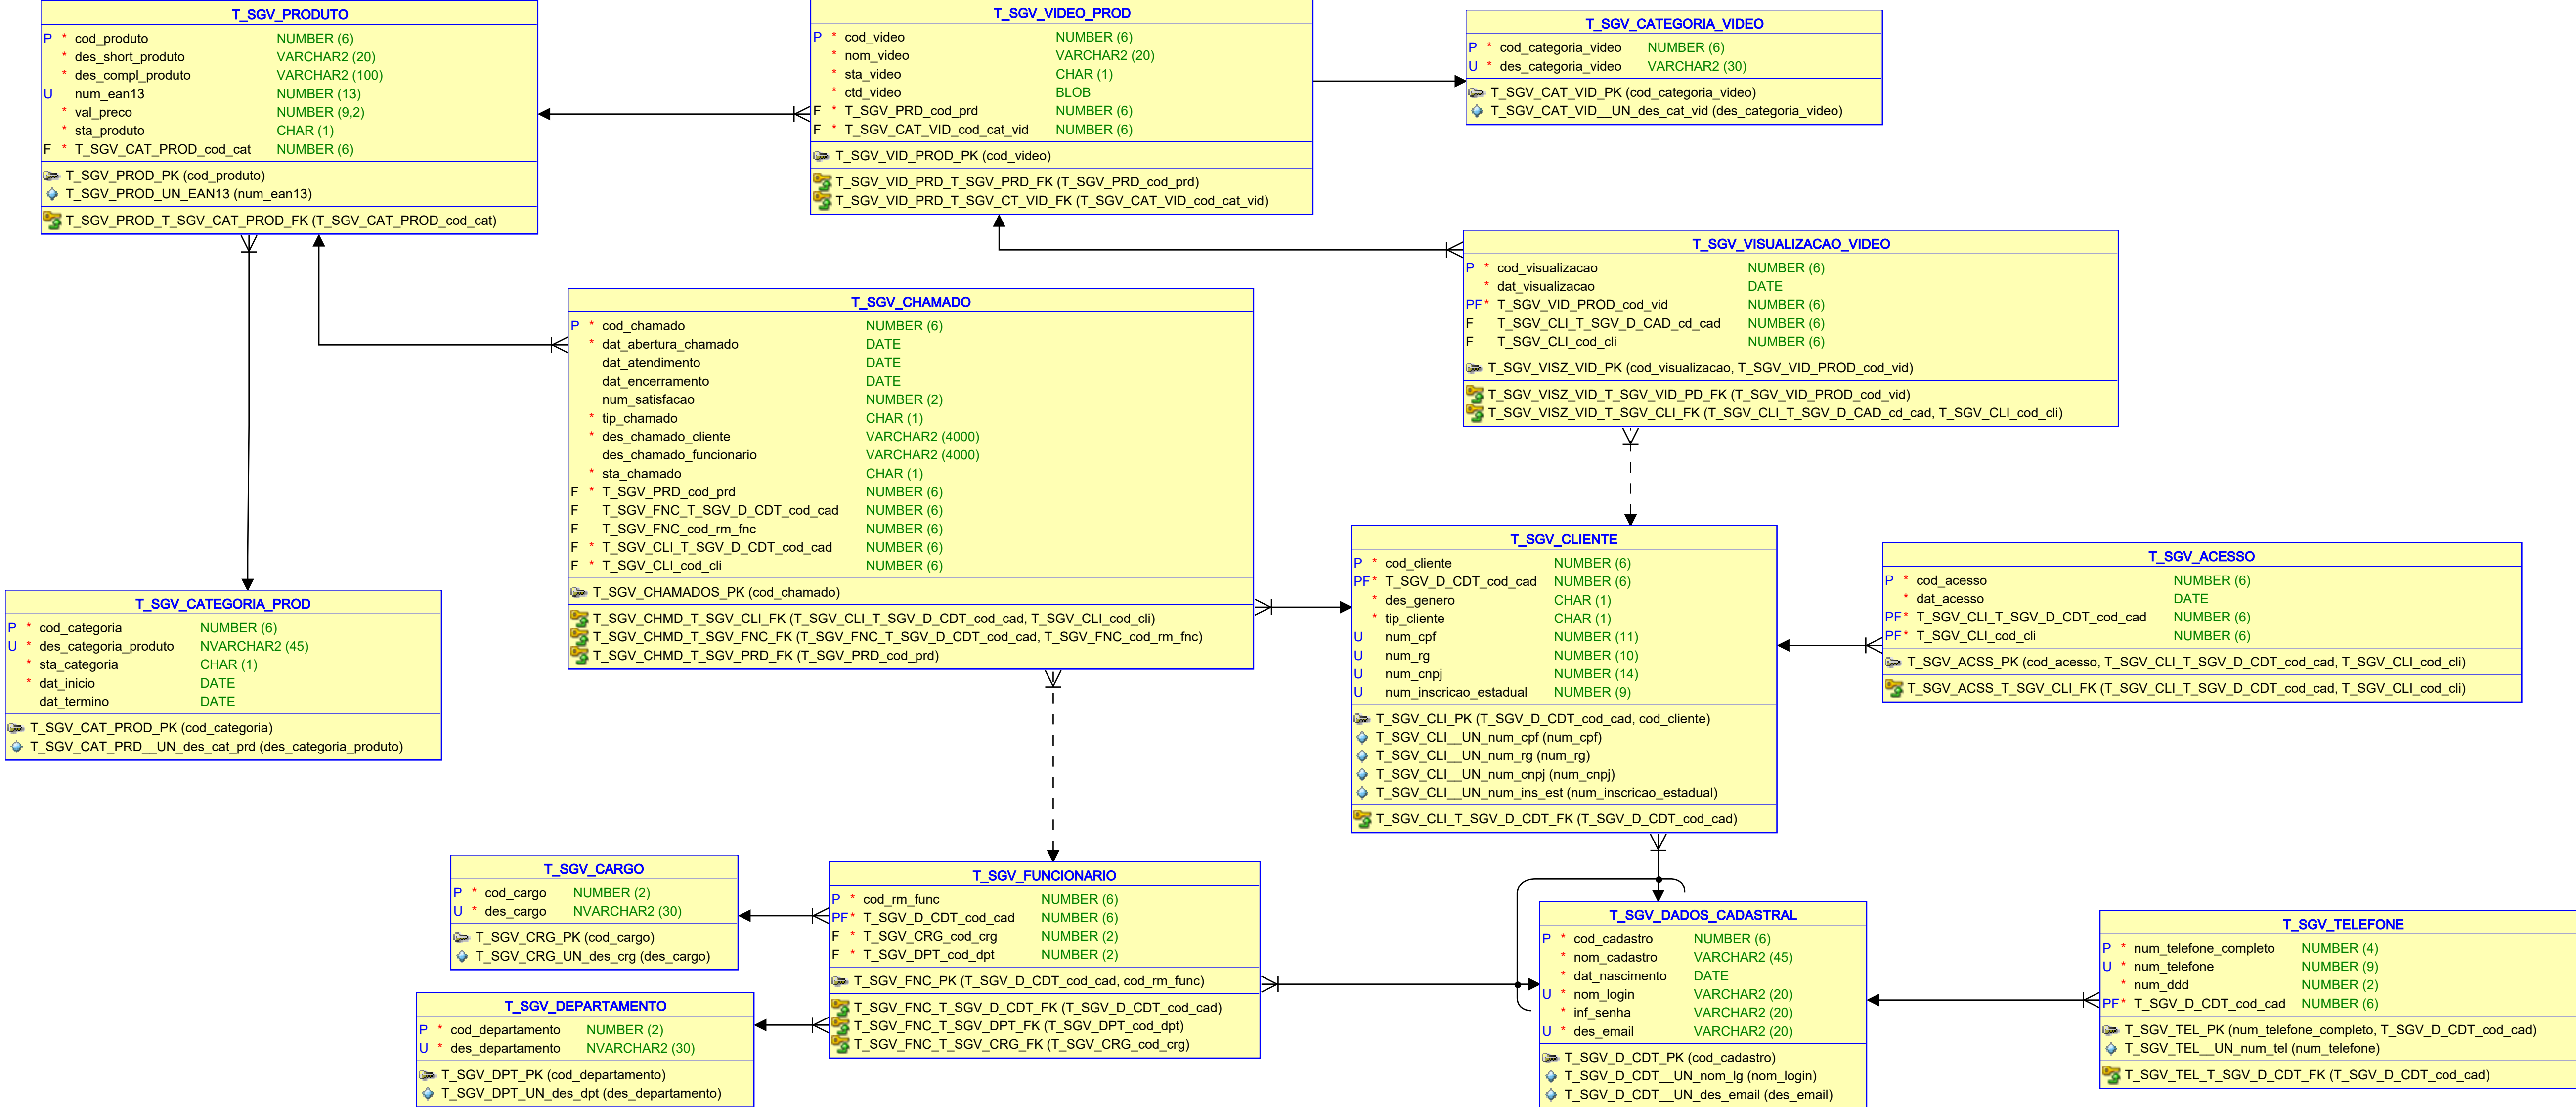 T_SGV_PRODUTO
P * cod_produto NUMBER (6)
* des_short_produto VARCHAR2 (20)
* des_compl_produto VARCHAR2 (100)
U num_ean13 NUMBER (13)
* val_preco NUMBER (9,2)
* sta_produto CHAR (1)
F * T_SGV_CAT_PROD_cod_cat NUMBER (6)
T_SGV_PROD_PK (cod_produto)
T_SGV_PROD_UN_EAN13 (num_ean13)
T_SGV_PROD_T_SGV_CAT_PROD_FK (T_SGV_CAT_PROD_cod_cat)
T_SGV_VIDEO_PROD
P * cod_video NUMBER (6)
* nom_video VARCHAR2 (20)
* sta_video CHAR (1)
* ctd_video BLOB
F * T_SGV_PRD_cod_prd NUMBER (6)
F * T_SGV_CAT_VID_cod_cat_vid NUMBER (6)
T_SGV_VID_PROD_PK (cod_video)
T_SGV_VID_PRD_T_SGV_PRD_FK (T_SGV_PRD_cod_prd)
T_SGV_VID_PRD_T_SGV_CT_VID_FK (T_SGV_CAT_VID_cod_cat_vid)
T_SGV_CATEGORIA_VIDEO
P * cod_categoria_video NUMBER (6)
U * des_categoria_video VARCHAR2 (30)
T_SGV_CAT_VID_PK (cod_categoria_video)
T_SGV_CAT_VID__UN_des_cat_vid (des_categoria_video)
T_SGV_VISUALIZACAO_VIDEO
P * cod_visualizacao NUMBER (6)
* dat_visualizacao DATE
PF* T_SGV_VID_PROD_cod_vid NUMBER (6)
F T_SGV_CLI_T_SGV_D_CAD_cd_cad NUMBER (6)
F T_SGV_CLI_cod_cli NUMBER (6)
T_SGV_VISZ_VID_PK (cod_visualizacao, T_SGV_VID_PROD_cod_vid)
T_SGV_VISZ_VID_T_SGV_VID_PD_FK (T_SGV_VID_PROD_cod_vid)
T_SGV_VISZ_VID_T_SGV_CLI_FK (T_SGV_CLI_T_SGV_D_CAD_cd_cad, T_SGV_CLI_cod_cli)
T_SGV_CHAMADO
P * cod_chamado NUMBER (6)
* dat_abertura_chamado DATE
dat_atendimento DATE
dat_encerramento DATE
num_satisfacao NUMBER (2)
* tip_chamado CHAR (1)
* des_chamado_cliente VARCHAR2 (4000)
des_chamado_funcionario VARCHAR2 (4000)
* sta_chamado CHAR (1)
F * T_SGV_PRD_cod_prd NUMBER (6)
F T_SGV_FNC_T_SGV_D_CDT_cod_cad NUMBER (6)
F T_SGV_FNC_cod_rm_fnc NUMBER (6)
F * T_SGV_CLI_T_SGV_D_CDT_cod_cad NUMBER (6)
F * T_SGV_CLI_cod_cli NUMBER (6)
T_SGV_CHAMADOS_PK (cod_chamado)
T_SGV_CHMD_T_SGV_CLI_FK (T_SGV_CLI_T_SGV_D_CDT_cod_cad, T_SGV_CLI_cod_cli)
T_SGV_CHMD_T_SGV_FNC_FK (T_SGV_FNC_T_SGV_D_CDT_cod_cad, T_SGV_FNC_cod_rm_fnc)
T_SGV_CHMD_T_SGV_PRD_FK (T_SGV_PRD_cod_prd)
T_SGV_CLIENTE
P * cod_cliente NUMBER (6)
PF* T_SGV_D_CDT_cod_cad NUMBER (6)
* des_genero CHAR (1)
* tip_cliente CHAR (1)
U num_cpf NUMBER (11)
U num_rg NUMBER (10)
U num_cnpj NUMBER (14)
U num_inscricao_estadual NUMBER (9)
T_SGV_CLI_PK (T_SGV_D_CDT_cod_cad, cod_cliente)
T_SGV_CLI__UN_num_cpf (num_cpf)
T_SGV_CLI__UN_num_rg (num_rg)
T_SGV_CLI__UN_num_cnpj (num_cnpj)
T_SGV_CLI__UN_num_ins_est (num_inscricao_estadual)
T_SGV_CLI_T_SGV_D_CDT_FK (T_SGV_D_CDT_cod_cad)
T_SGV_ACESSO
P * cod_acesso NUMBER (6)
* dat_acesso DATE
PF* T_SGV_CLI_T_SGV_D_CDT_cod_cad NUMBER (6)
PF* T_SGV_CLI_cod_cli NUMBER (6)
T_SGV_ACSS_PK (cod_acesso, T_SGV_CLI_T_SGV_D_CDT_cod_cad, T_SGV_CLI_cod_cli)
T_SGV_ACSS_T_SGV_CLI_FK (T_SGV_CLI_T_SGV_D_CDT_cod_cad, T_SGV_CLI_cod_cli)
T_SGV_CATEGORIA_PROD
P * cod_categoria NUMBER (6)
U * des_categoria_produto NVARCHAR2 (45)
* sta_categoria CHAR (1)
* dat_inicio DATE
dat_termino DATE
T_SGV_CAT_PROD_PK (cod_categoria)
T_SGV_CAT_PRD__UN_des_cat_prd (des_categoria_produto)
T_SGV_CARGO
P * cod_cargo NUMBER (2)
U * des_cargo NVARCHAR2 (30)
T_SGV_CRG_PK (cod_cargo)
T_SGV_CRG_UN_des_crg (des_cargo)
T_SGV_DEPARTAMENTO
P * cod_departamento NUMBER (2)
U * des_departamento NVARCHAR2 (30)
T_SGV_DPT_PK (cod_departamento)
T_SGV_DPT_UN_des_dpt (des_departamento)
T_SGV_FUNCIONARIO
P * cod_rm_func NUMBER (6)
PF* T_SGV_D_CDT_cod_cad NUMBER (6)
F * T_SGV_CRG_cod_crg NUMBER (2)
F * T_SGV_DPT_cod_dpt NUMBER (2)
T_SGV_FNC_PK (T_SGV_D_CDT_cod_cad, cod_rm_func)
T_SGV_FNC_T_SGV_D_CDT_FK (T_SGV_D_CDT_cod_cad)
T_SGV_FNC_T_SGV_DPT_FK (T_SGV_DPT_cod_dpt)
T_SGV_FNC_T_SGV_CRG_FK (T_SGV_CRG_cod_crg)
T_SGV_DADOS_CADASTRAL
P * cod_cadastro NUMBER (6)
* nom_cadastro VARCHAR2 (45)
* dat_nascimento DATE
U * nom_login VARCHAR2 (20)
* inf_senha VARCHAR2 (20)
U * des_email VARCHAR2 (20)
T_SGV_D_CDT_PK (cod_cadastro)
T_SGV_D_CDT__UN_nom_lg (nom_login)
T_SGV_D_CDT__UN_des_email (des_email)
T_SGV_TELEFONE
P * num_telefone_completo NUMBER (4)
U * num_telefone NUMBER (9)
* num_ddd NUMBER (2)
PF* T_SGV_D_CDT_cod_cad NUMBER (6)
T_SGV_TEL_PK (num_telefone_completo, T_SGV_D_CDT_cod_cad)
T_SGV_TEL__UN_num_tel (num_telefone)
T_SGV_TEL_T_SGV_D_CDT_FK (T_SGV_D_CDT_cod_cad)